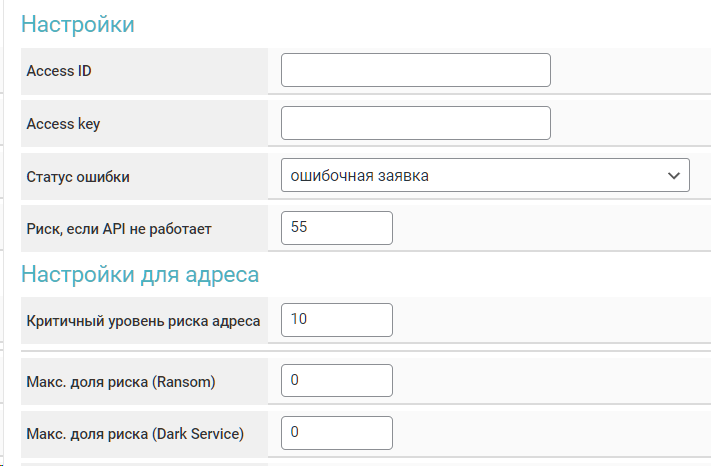 Настройки
Access ID
Access key
Статус ошибки
ошибочная заявка
Риск, если API не работает
55
Настройки для адреса
Критичный уровень риска адреса
10
Макс. доля риска (Ransom)
0
Макс. доля риска (Dark Service)
0